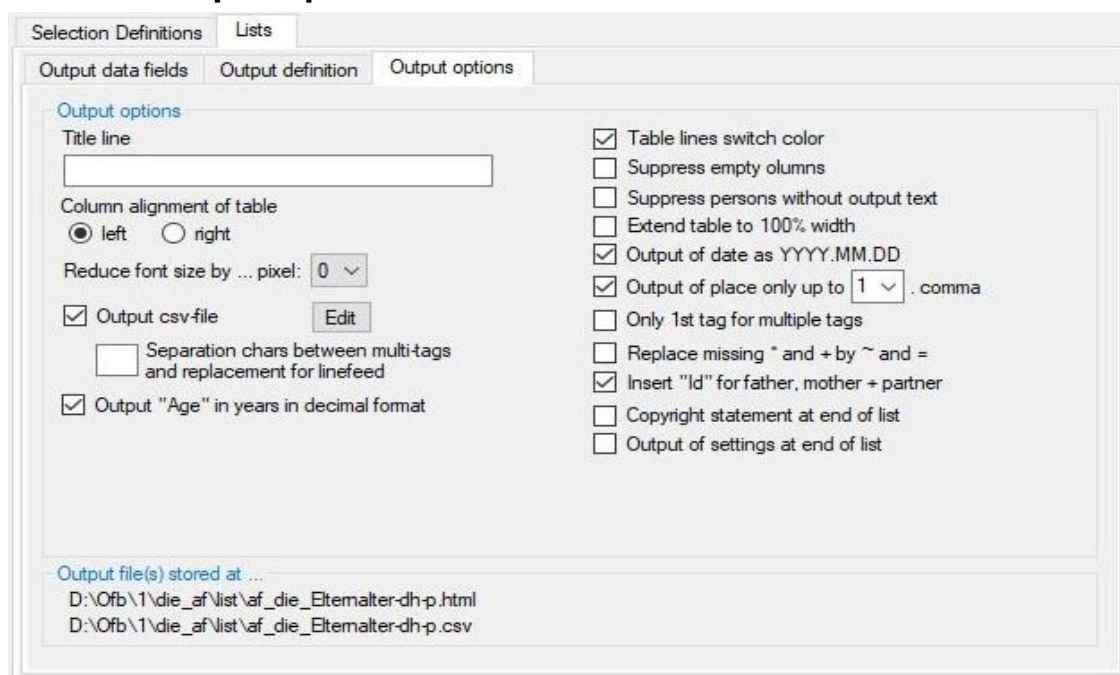 Selection Definitions Lists
Output data fields Output definition Output options
Output options
Title line
Column alignment of table
left right
Reduce font size by ... pixel: 0
Output csv-file Edit
Separation chars between multi-tags
and replacement for linefeed
Output "Age" in years in decimal format
Table lines switch color
Suppress empty olumns
Suppress persons without output text
Extend table to 100% width
Output of date as YYYY.MM.DD
Output of place only up to 1 . comma
Only 1st tag for multiple tags
Replace missing * and + by ~ and =
Insert "Id" for father, mother + partner
Copyright statement at end of list
Output of settings at end of list
Output file(s) stored at ...
D:\Ofb\1\die_af\list\af_die_Elternalter-dh-p.html
D:\Ofb\1\die_af\list\af_die_Elternalter-dh-p.csv